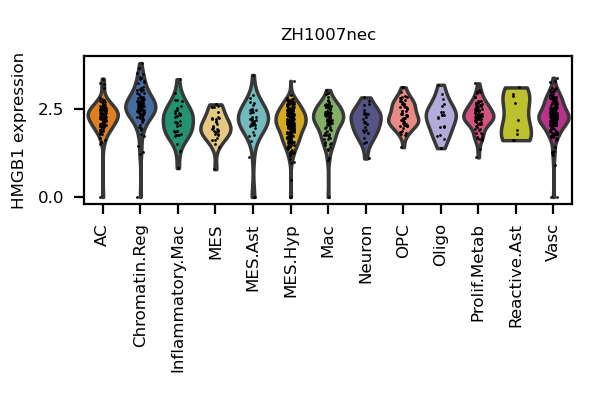 ZH1007nec
HMGB1 expression
2.5
0.0
AC
Chromatin.Reg
Inflammatory.Mac
MES
MES.Ast
MES.Hyp
Mac
Neuron
OPC
Oligo
Prolif.Metab
Reactive.Ast
Vasc